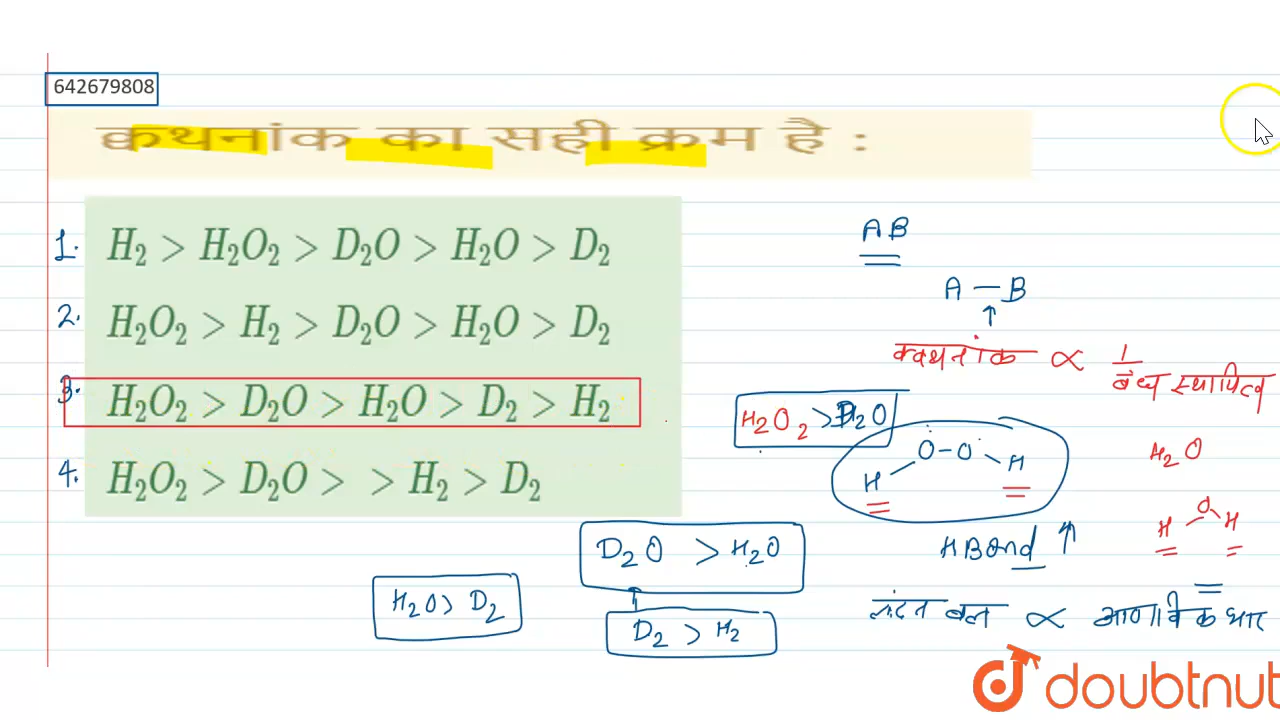 642679808
क्वथनांक का सही क्रम है :
1. H₂ > H₂O₂ > D₂O > H₂O > D₂
2. H₂O₂ > H₂ > D₂O > H₂O > D₂
3. H₂O₂ > D₂O > H₂O > D₂ > H₂
4. H₂O₂ > D₂O > > H₂ > D₂
AB
A — B
↑
क्वथनांक ∝ 1
बंध स्थायित्व
H₂O₂ > D₂O
O-O
H H
H₂O
O
H H
H Bond ↑
D₂O > H₂O
H₂O > D₂
↑
D₂ > H₂
लंदन बल ∝ आणविक भार
doubtnut